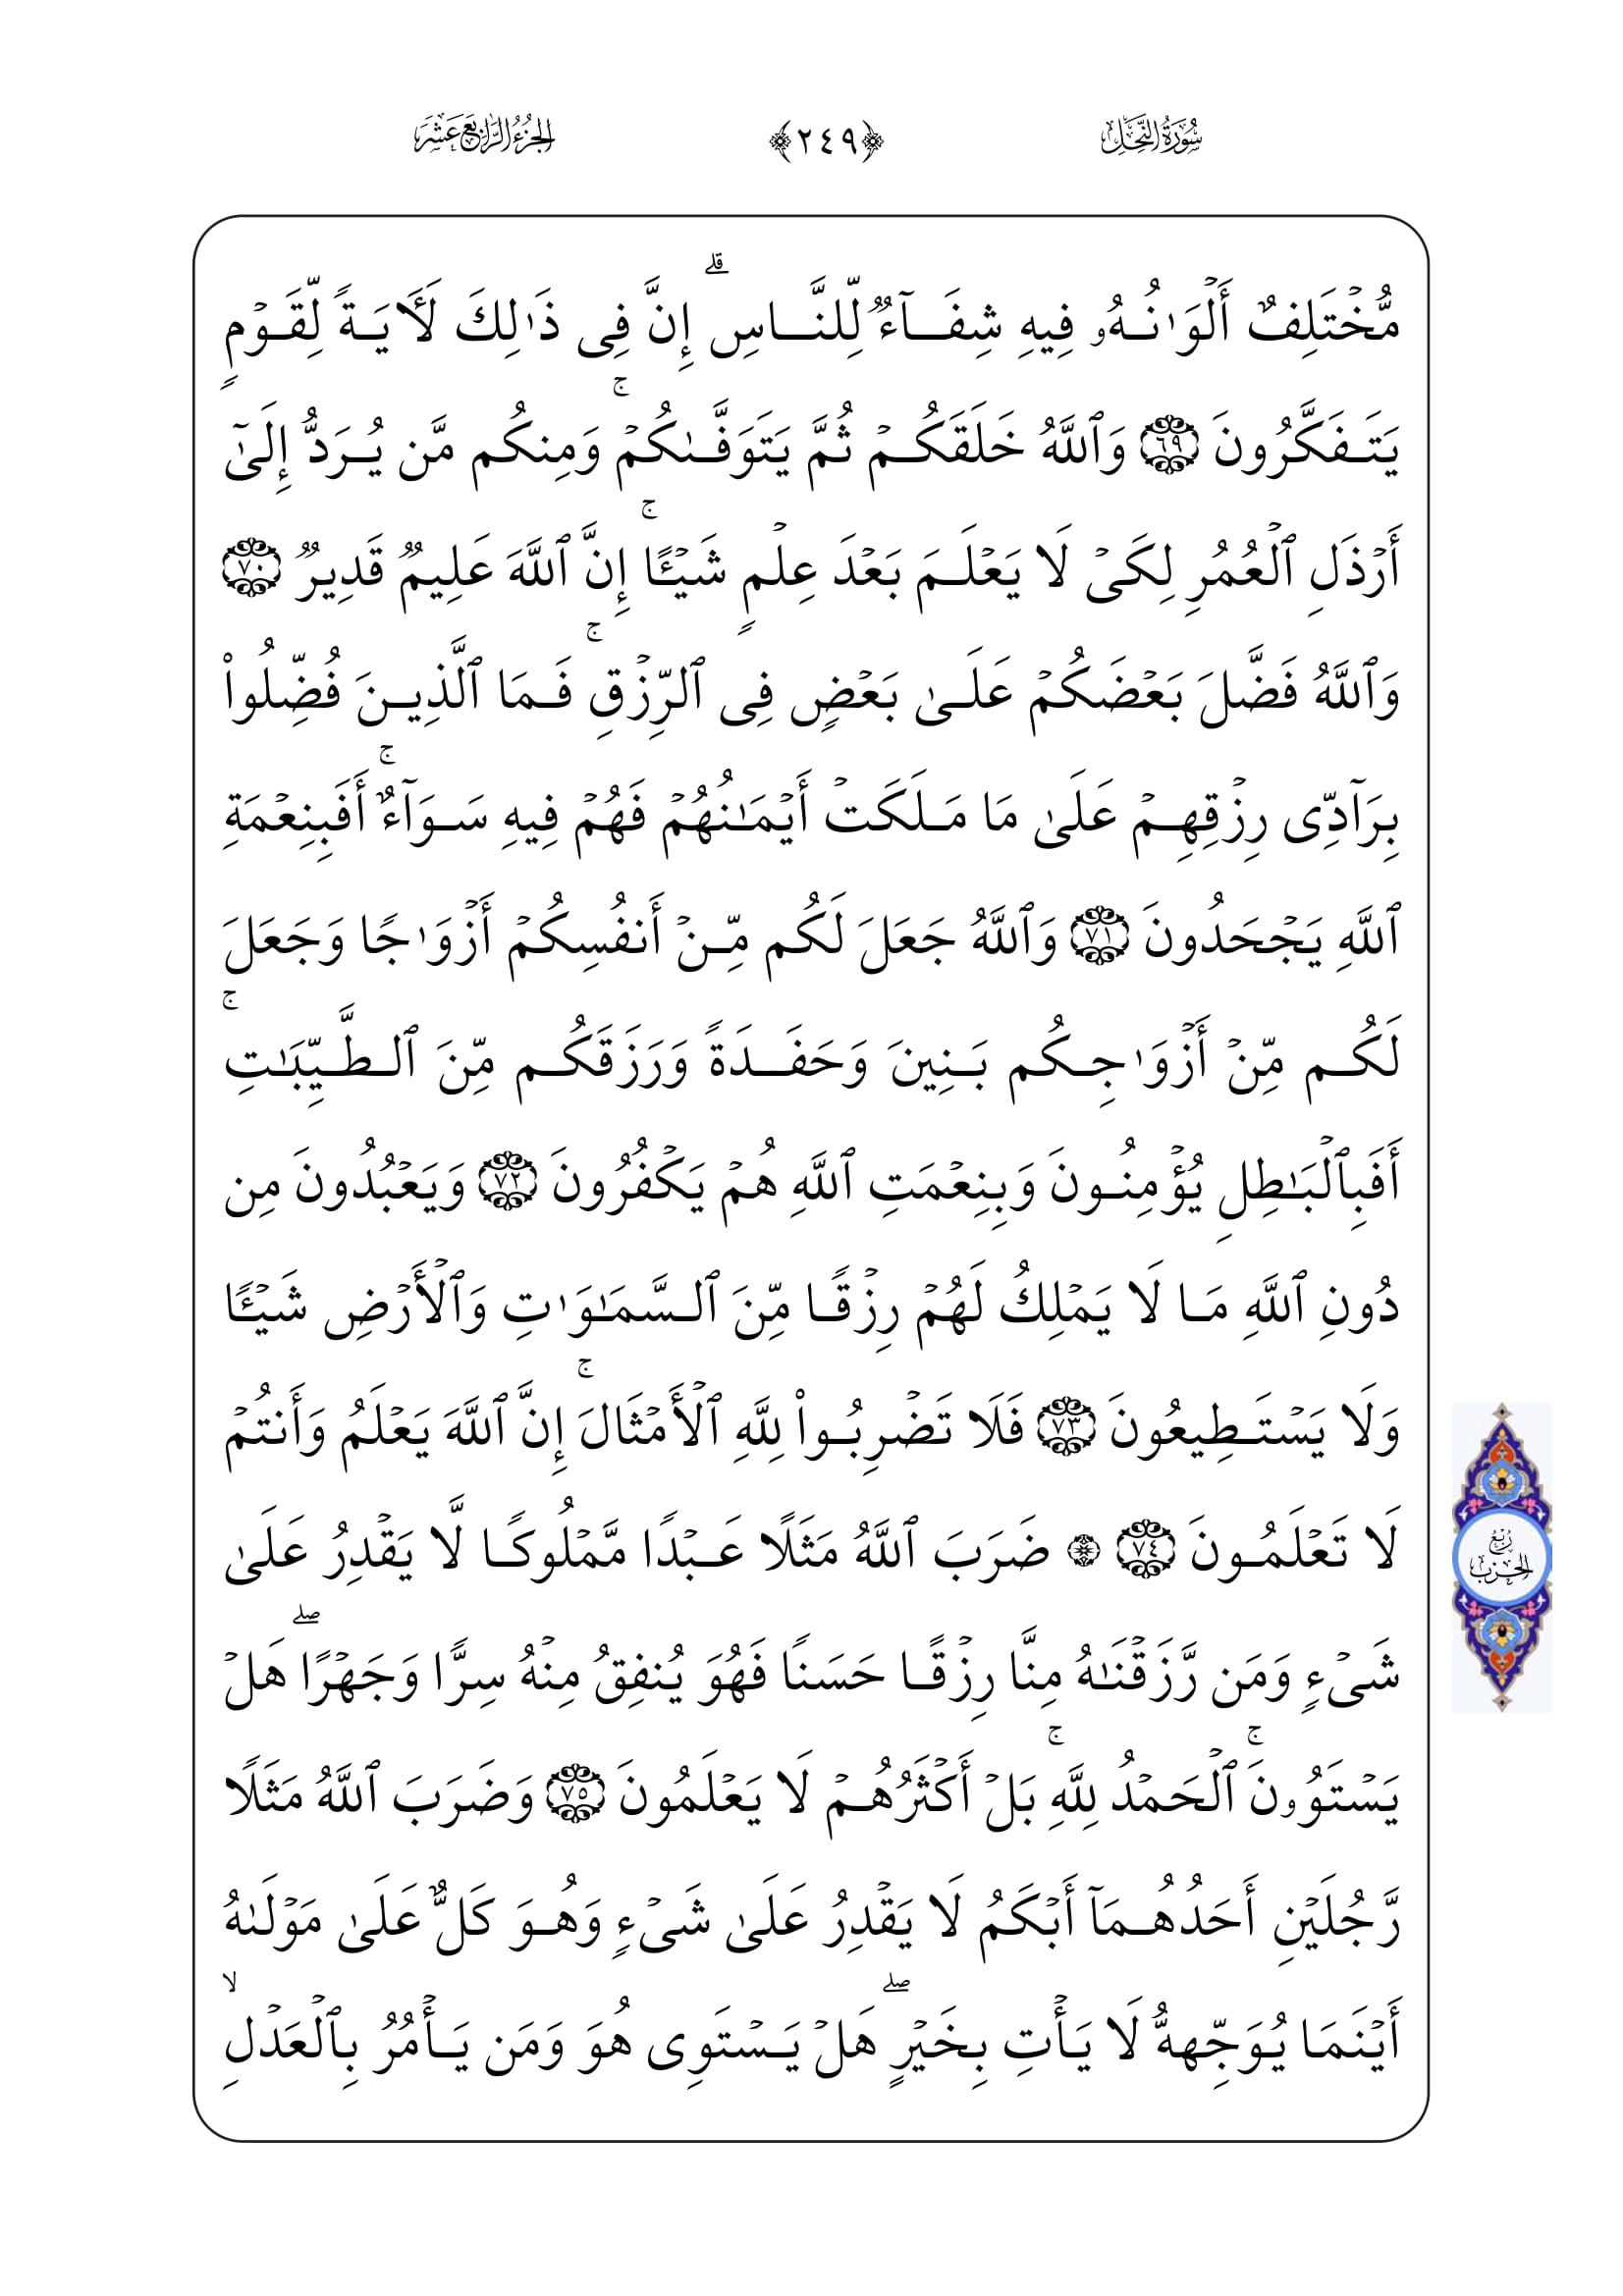 سُورَةُ النَّحْلِ
﴿٢٤٩﴾
الجُزْءُ الرَّابِعَ عَشَرَ
مُّخۡتَلِفٌ أَلۡوَٰنُهُۥ فِيهِ شِفَآءٞ لِّلنَّاسِۚۗ إِنَّ فِي ذَٰلِكَ لَأٓيَةٗ لِّقَوۡمٖ
يَتَفَكَّرُونَ ٦٩ وَٱللَّهُ خَلَقَكُمۡ ثُمَّ يَتَوَفَّىٰكُمۡۚ وَمِنكُم مَّن يُرَدُّ إِلَىٰٓ
أَرۡذَلِ ٱلۡعُمُرِ لِكَيۡ لَا يَعۡلَمَ بَعۡدَ عِلۡمٖ شَيۡـًٔاۚ إِنَّ ٱللَّهَ عَلِيمٞ قَدِيرٞ ٧٠
وَٱللَّهُ فَضَّلَ بَعۡضَكُمۡ عَلَىٰ بَعۡضٖ فِي ٱلرِّزۡقِۚ فَمَا ٱلَّذِينَ فُضِّلُواْ
بِرَآدِّي رِزۡقِهِمۡ عَلَىٰ مَا مَلَكَتۡ أَيۡمَٰنُهُمۡ فَهُمۡ فِيهِ سَوَآءٌۚ أَفَبِنِعۡمَةِ
ٱللَّهِ يَجۡحَدُونَ ٧١ وَٱللَّهُ جَعَلَ لَكُم مِّنۡ أَنفُسِكُمۡ أَزۡوَٰجٗا وَجَعَلَ
لَكُم مِّنۡ أَزۡوَٰجِكُم بَنِينَ وَحَفَدَةٗ وَرَزَقَكُم مِّنَ ٱلطَّيِّبَٰتِۚ
أَفَبِٱلۡبَٰطِلِ يُؤۡمِنُونَ وَبِنِعۡمَتِ ٱللَّهِ هُمۡ يَكۡفُرُونَ ٧٢ وَيَعۡبُدُونَ مِن
دُونِ ٱللَّهِ مَا لَا يَمۡلِكُ لَهُمۡ رِزۡقٗا مِّنَ ٱلسَّمَٰوَٰتِ وَٱلۡأَرۡضِ شَيۡـٔٗا
وَلَا يَسۡتَطِيعُونَ ٧٣ فَلَا تَضۡرِبُواْ لِلَّهِ ٱلۡأَمۡثَالَۚ إِنَّ ٱللَّهَ يَعۡلَمُ وَأَنتُمۡ
لَا تَعۡلَمُونَ ٧٤ ۞ ضَرَبَ ٱللَّهُ مَثَلًا عَبۡدٗا مَّمۡلُوكٗا لَّا يَقۡدِرُ عَلَىٰ
شَيۡءٖ وَمَن رَّزَقۡنَٰهُ مِنَّا رِزۡقًا حَسَنٗا فَهُوَ يُنفِقُ مِنۡهُ سِرّٗا وَجَهۡرًاۖ هَلۡ
يَسۡتَوُۥنَۚ ٱلۡحَمۡدُ لِلَّهِۚ بَلۡ أَكۡثَرُهُمۡ لَا يَعۡلَمُونَ ٧٥ وَضَرَبَ ٱللَّهُ مَثَلٗا
رَّجُلَيۡنِ أَحَدُهُمَآ أَبۡكَمُ لَا يَقۡدِرُ عَلَىٰ شَيۡءٖ وَهُوَ كَلٌّ عَلَىٰ مَوۡلَىٰهُ
أَيۡنَمَا يُوَجِّههُّ لَا يَأۡتِ بِخَيۡرٍۖ هَلۡ يَسۡتَوِي هُوَ وَمَن يَأۡمُرُ بِٱلۡعَدۡلِۙ
رُبْعُ
الحِزْب